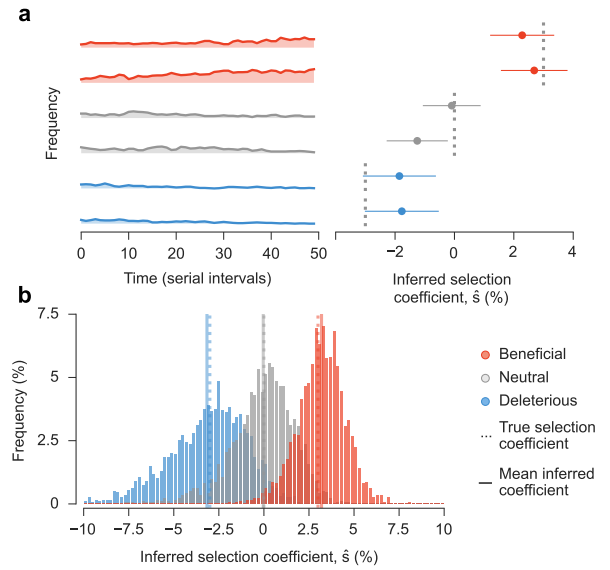 a
Frequency
0 10 20 30 40 50
Time (serial intervals)
−2 0 2 4
Inferred selection
coefficient, ŝ (%)
b
7.5
5
2.5
0
Frequency (%)
−10 −7.5 −5 −2.5 0 2.5 5 7.5 10
Inferred selection coefficient, ŝ (%)
Beneficial
Neutral
Deleterious
True selection
coefficient
Mean inferred
coefficient